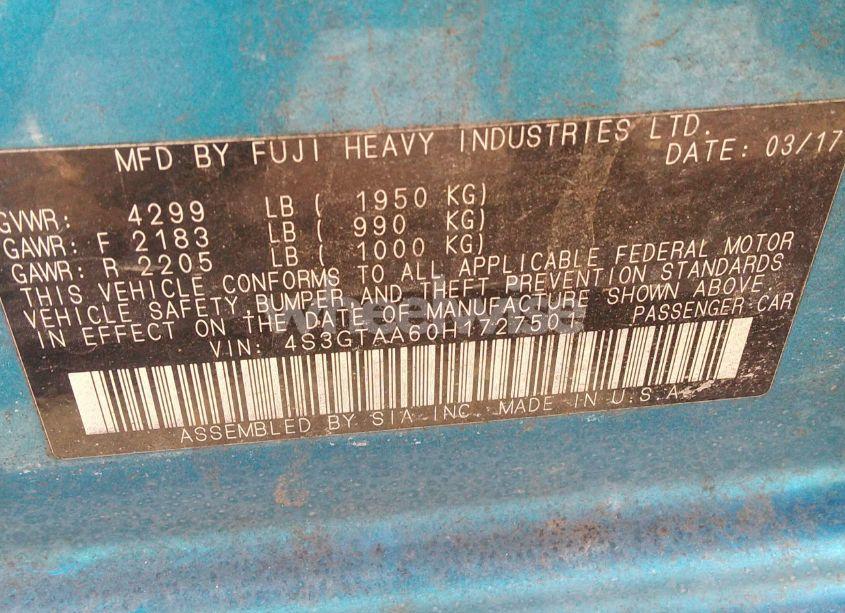 MFD BY FUJI HEAVY INDUSTRIES LTD.
DATE: 03/17
GVWR: 4299 LB ( 1950 KG)
GAWR: F 2183 LB ( 990 KG)
GAWR: R 2205 LB ( 1000 KG)
THIS VEHICLE CONFORMS TO ALL APPLICABLE FEDERAL MOTOR
VEHICLE SAFETY, BUMPER AND THEFT PREVENTION STANDARDS
IN EFFECT ON THE DATE OF MANUFACTURE SHOWN ABOVE
VIN: 4S3GTAA60H172750 PASSENGER CAR
ASSEMBLED BY SIA INC. MADE IN U.S.A.